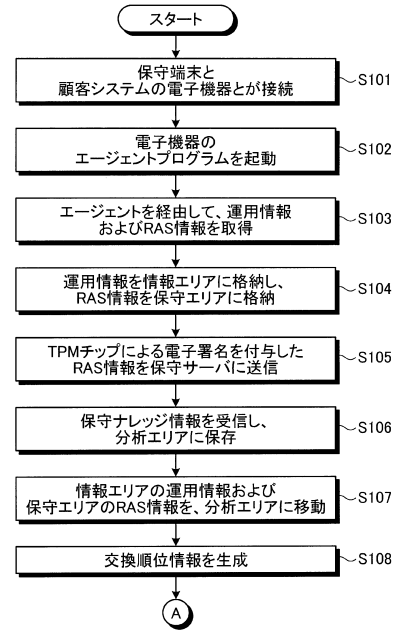 スタート
保守端末と
顧客システムの電子機器とが接続
S101
電子機器の
エージェントプログラムを起動
S102
エージェントを経由して、運用情報
およびRAS情報を取得
S103
運用情報を情報エリアに格納し、
RAS情報を保守エリアに格納
S104
TPMチップによる電子署名を付与した
RAS情報を保守サーバに送信
S105
保守ナレッジ情報を受信し、
分析エリアに保存
S106
情報エリアの運用情報および
保守エリアのRAS情報を、分析エリアに移動
S107
交換順位情報を生成
S108
A